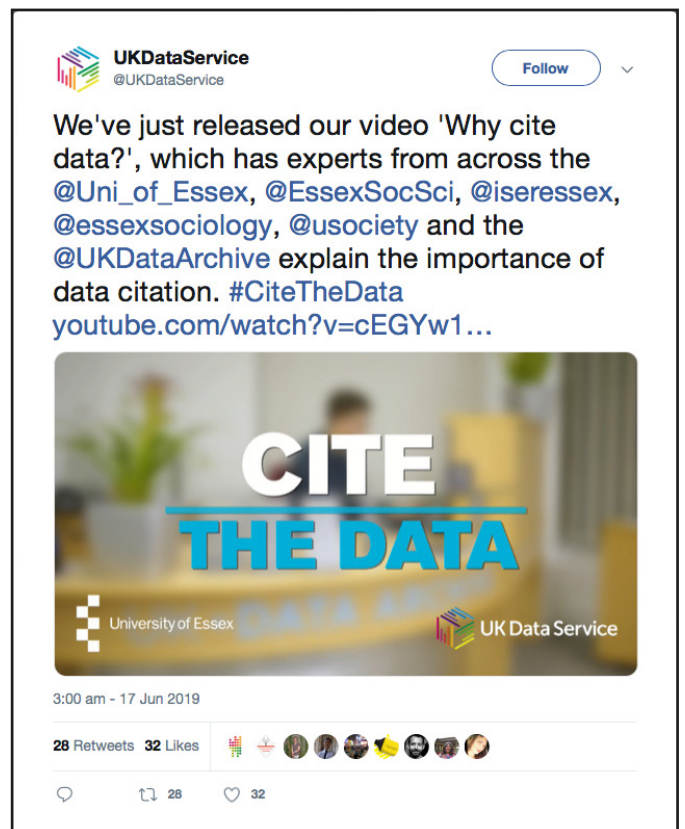 UKDataService
@UKDataService
Follow
We've just released our video 'Why cite
data?', which has experts from across the
@Uni_of_Essex, @EssexSocSci, @iseressex,
@essexsociology, @usociety and the
@UKDataArchive explain the importance of
data citation. #CiteTheData
youtube.com/watch?v=cEGYw1...
CITE
THE DATA
DATA ARCHIVE
University of Essex
UK Data Service
3:00 am - 17 Jun 2019
28 Retweets 32 Likes
28 32